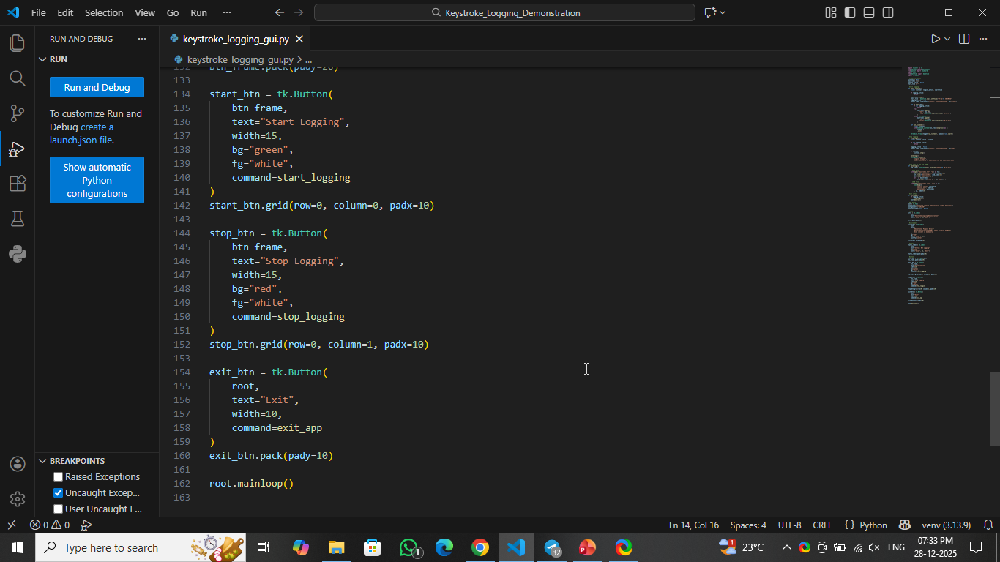 File Edit Selection View Go Run ···
Keystroke_Logging_Demonstration
RUN AND DEBUG ···
RUN
Run and Debug
To customize Run and
Debug create a
launch.json file.
Show automatic
Python
configurations
BREAKPOINTS
Raised Exceptions
Uncaught Excep...
User Uncaught E...
keystroke_logging_gui.py
keystroke_logging_gui.py > ...
132 btn_frame.pack(pady=20)
133
134 start_btn = tk.Button(
135 btn_frame,
136 text="Start Logging",
137 width=15,
138 bg="green",
139 fg="white",
140 command=start_logging
141 )
142 start_btn.grid(row=0, column=0, padx=10)
143
144 stop_btn = tk.Button(
145 btn_frame,
146 text="Stop Logging",
147 width=15,
148 bg="red",
149 fg="white",
150 command=stop_logging
151 )
152 stop_btn.grid(row=0, column=1, padx=10)
153
154 exit_btn = tk.Button(
155 root,
156 text="Exit",
157 width=10,
158 command=exit_app
159 )
160 exit_btn.pack(pady=10)
161
162 root.mainloop()
163
0 0
Ln 14, Col 16 Spaces: 4 UTF-8 CRLF { } Python venv (3.13.9)
Type here to search
1
82
1
23°C
ENG
07:33 PM
28-12-2025